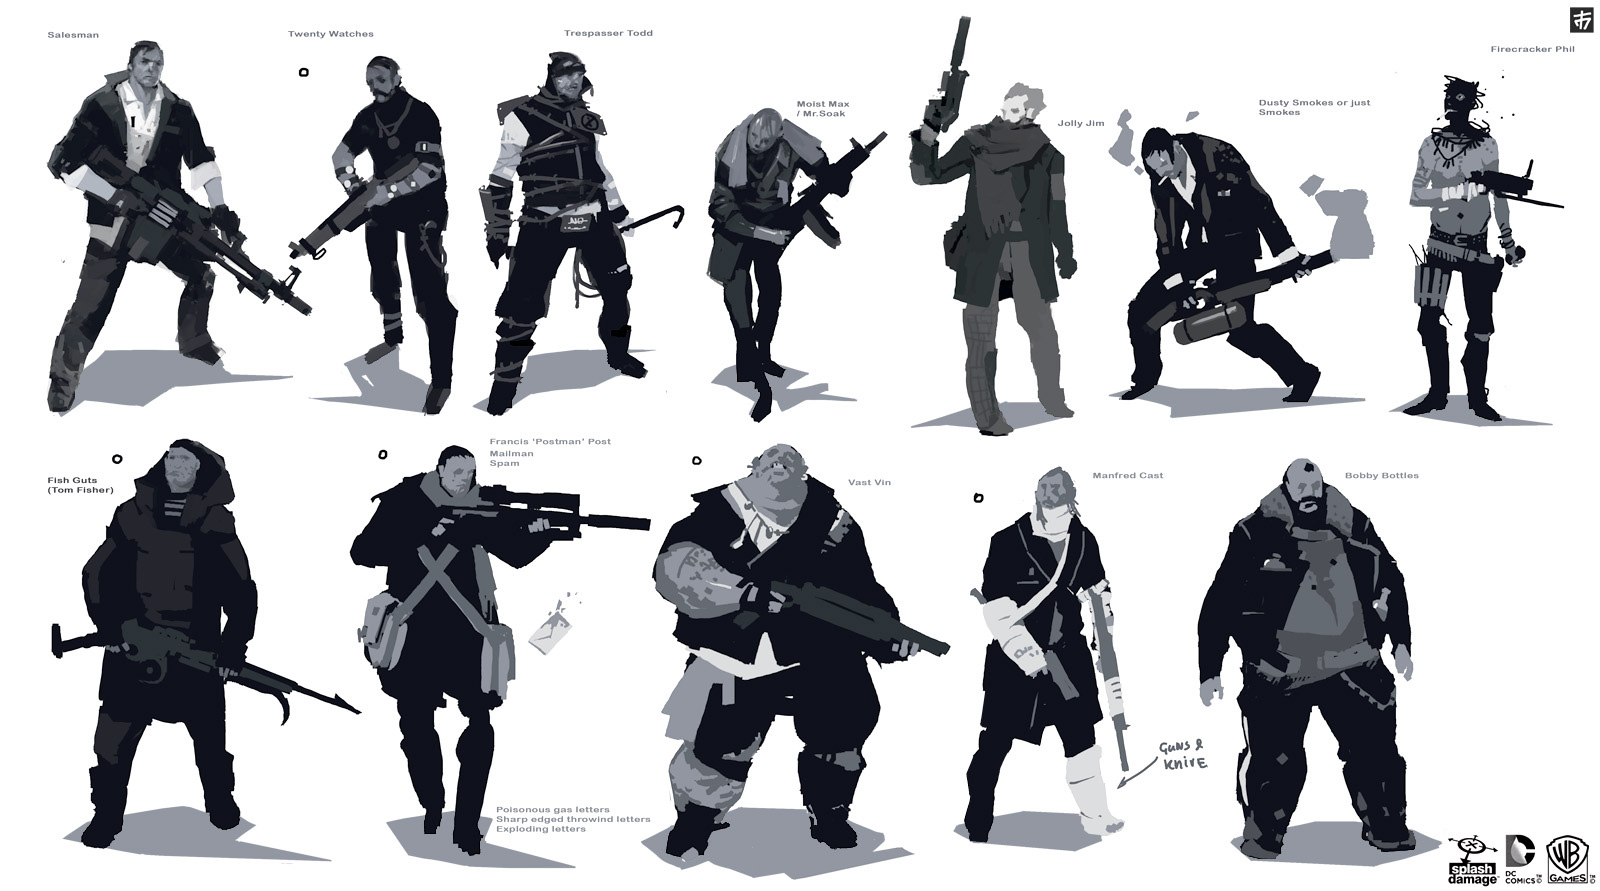 Salesman
Twenty Watches
Trespasser Todd
Moist Max
/ Mr.Soak
Jolly Jim
Dusty Smokes or just
Smokes
Firecracker Phil
Fish Guts
(Tom Fisher)
Francis 'Postman' Post
Mailman
Spam
Vast Vin
Manfred Cast
Bobby Bottles
Guns &
KnifE
Poisonous gas letters
Sharp edged throwind letters
Exploding letters
splash
damage
DC
COMICS
WB
GAMES